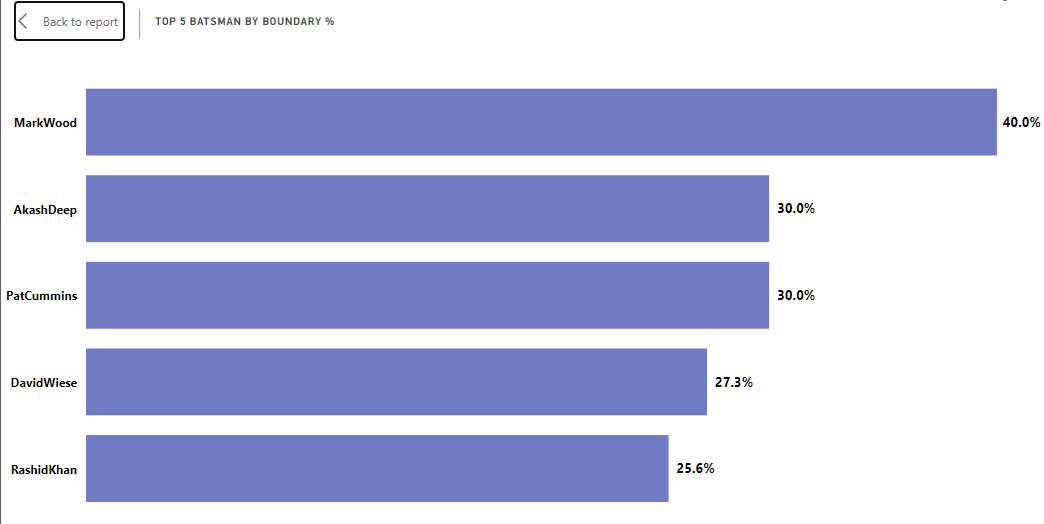 Back to report
TOP 5 BATSMAN BY BOUNDARY %
MarkWood 40.0%
AkashDeep 30.0%
PatCummins 30.0%
DavidWiese 27.3%
RashidKhan 25.6%